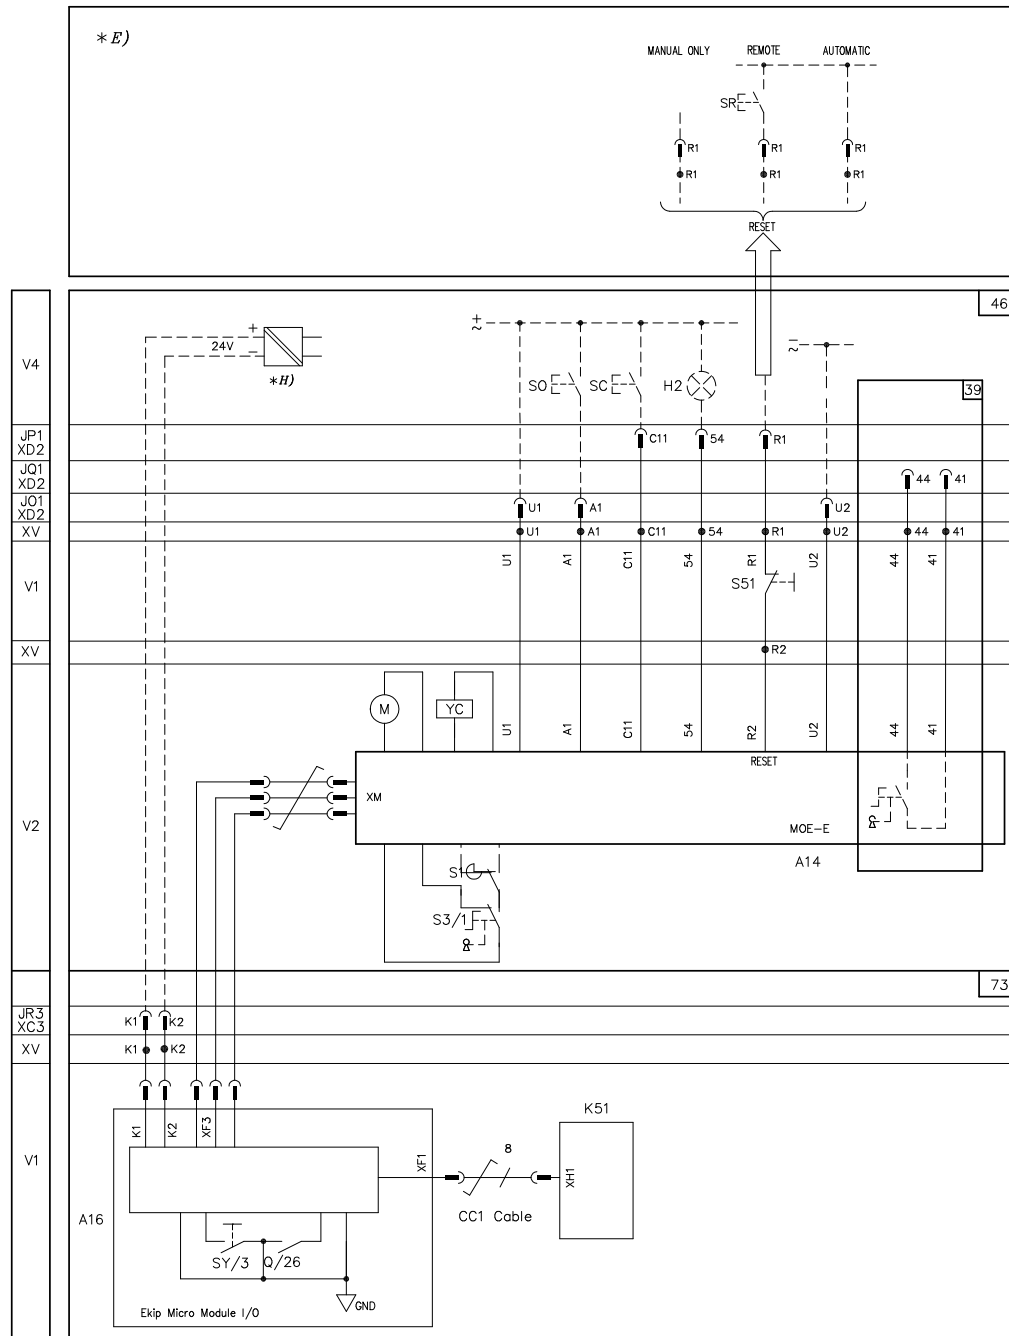 *E)
MANUAL ONLY REMOTE AUTOMATIC
SR
R1 R1 R1
R1 R1 R1
RESET
46
V4
+
24V
−
*H)
+
~
−
~
SO SC H2
39
JP1
XD2
C11 54 R1
JQ1
XD2
44 41
JO1
XD2
U1 A1 U2
XV
U1 A1 C11 54 R1 U2 44 41
V1
U1 A1 C11 54 R1 U2 44 41
S51
XV
R2
V2
M YC
U1 A1 C11 54 R2 U2 44 41
RESET
XM
MOE-E
A14
S1
S3/1
73
JR3
XC3
K1 K2
XV
K1 K2
V1
K1 K2 XF3
K51
XF1
8
XH1
CC1 Cable
A16
SY/3 Q/26
GND
Ekip Micro Module I/O